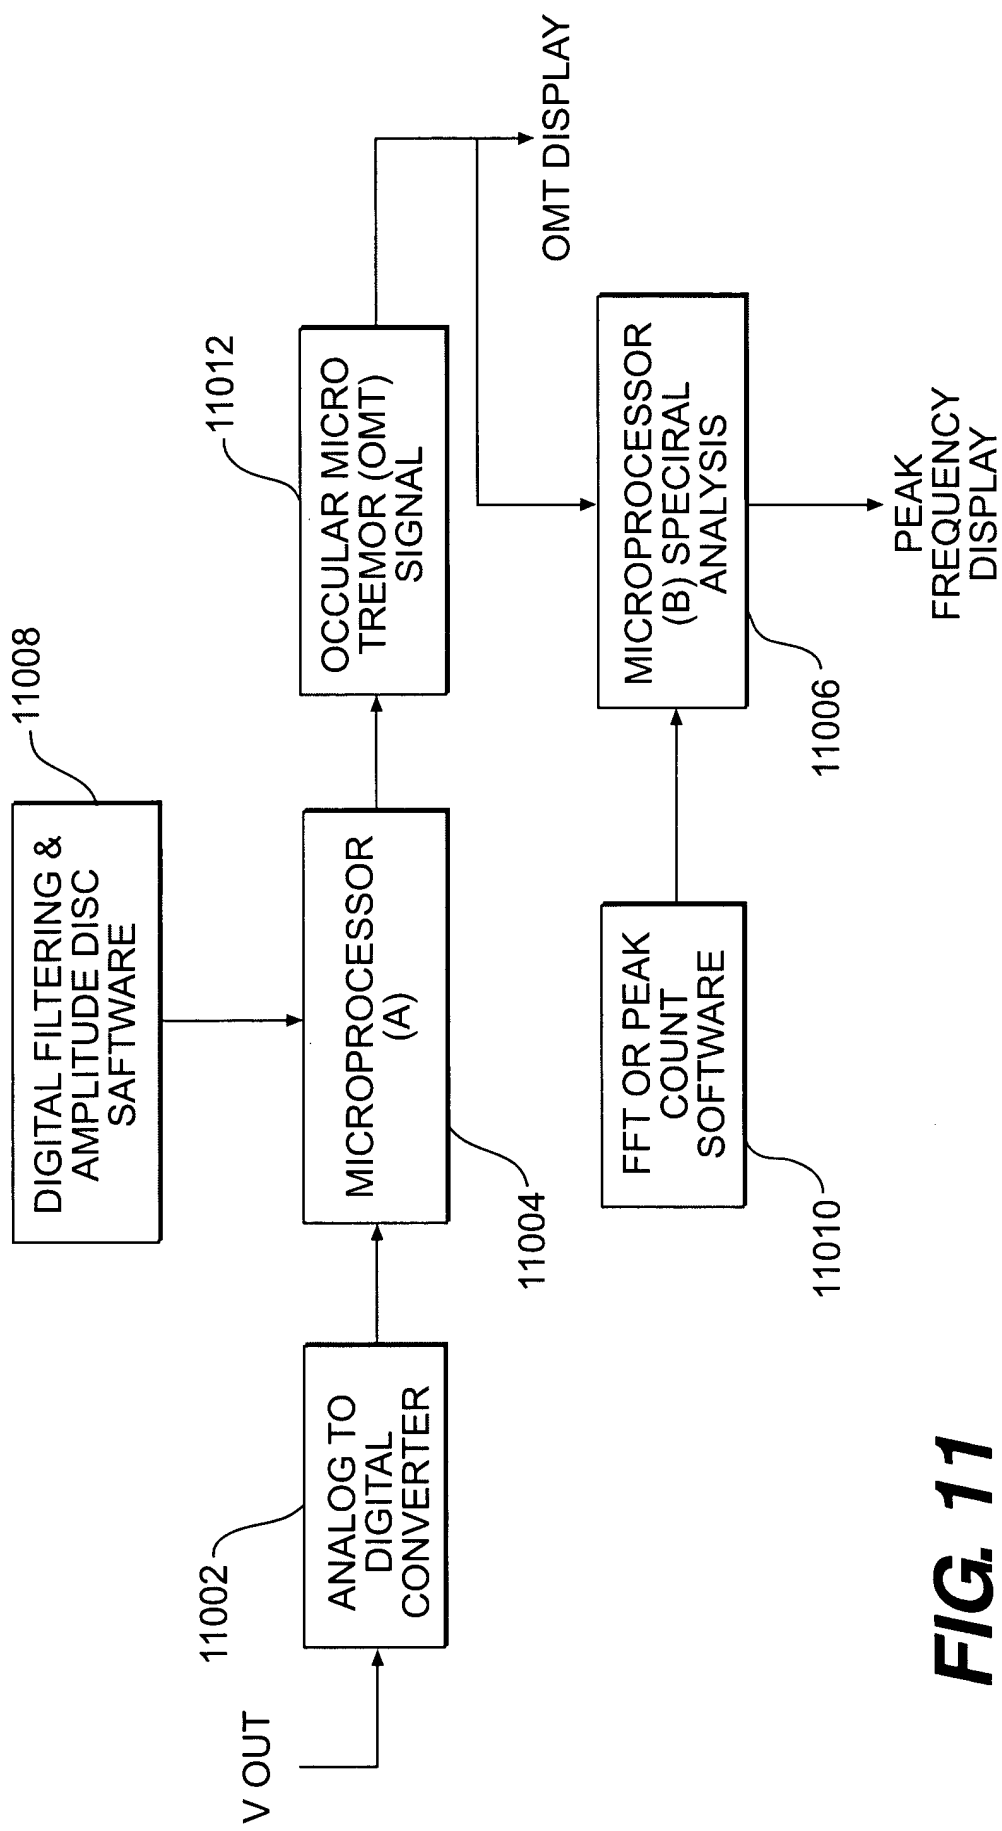 11008
DIGITAL FILTERING &
AMPLITUDE DISC
SAFTWARE
11002
11012
V OUT
ANALOG TO
DIGITAL
CONVERTER
MICROPROCESSOR
(A)
OCCULAR MICRO
TREMOR (OMT)
SIGNAL
11004
OMT DISPLAY
FFT OR PEAK
COUNT
SOFTWARE
MICROPROCESSOR
(B) SPECIRAL
ANALYSIS
11010
11006
PEAK
FREQUENCY
DISPLAY
FIG. 11